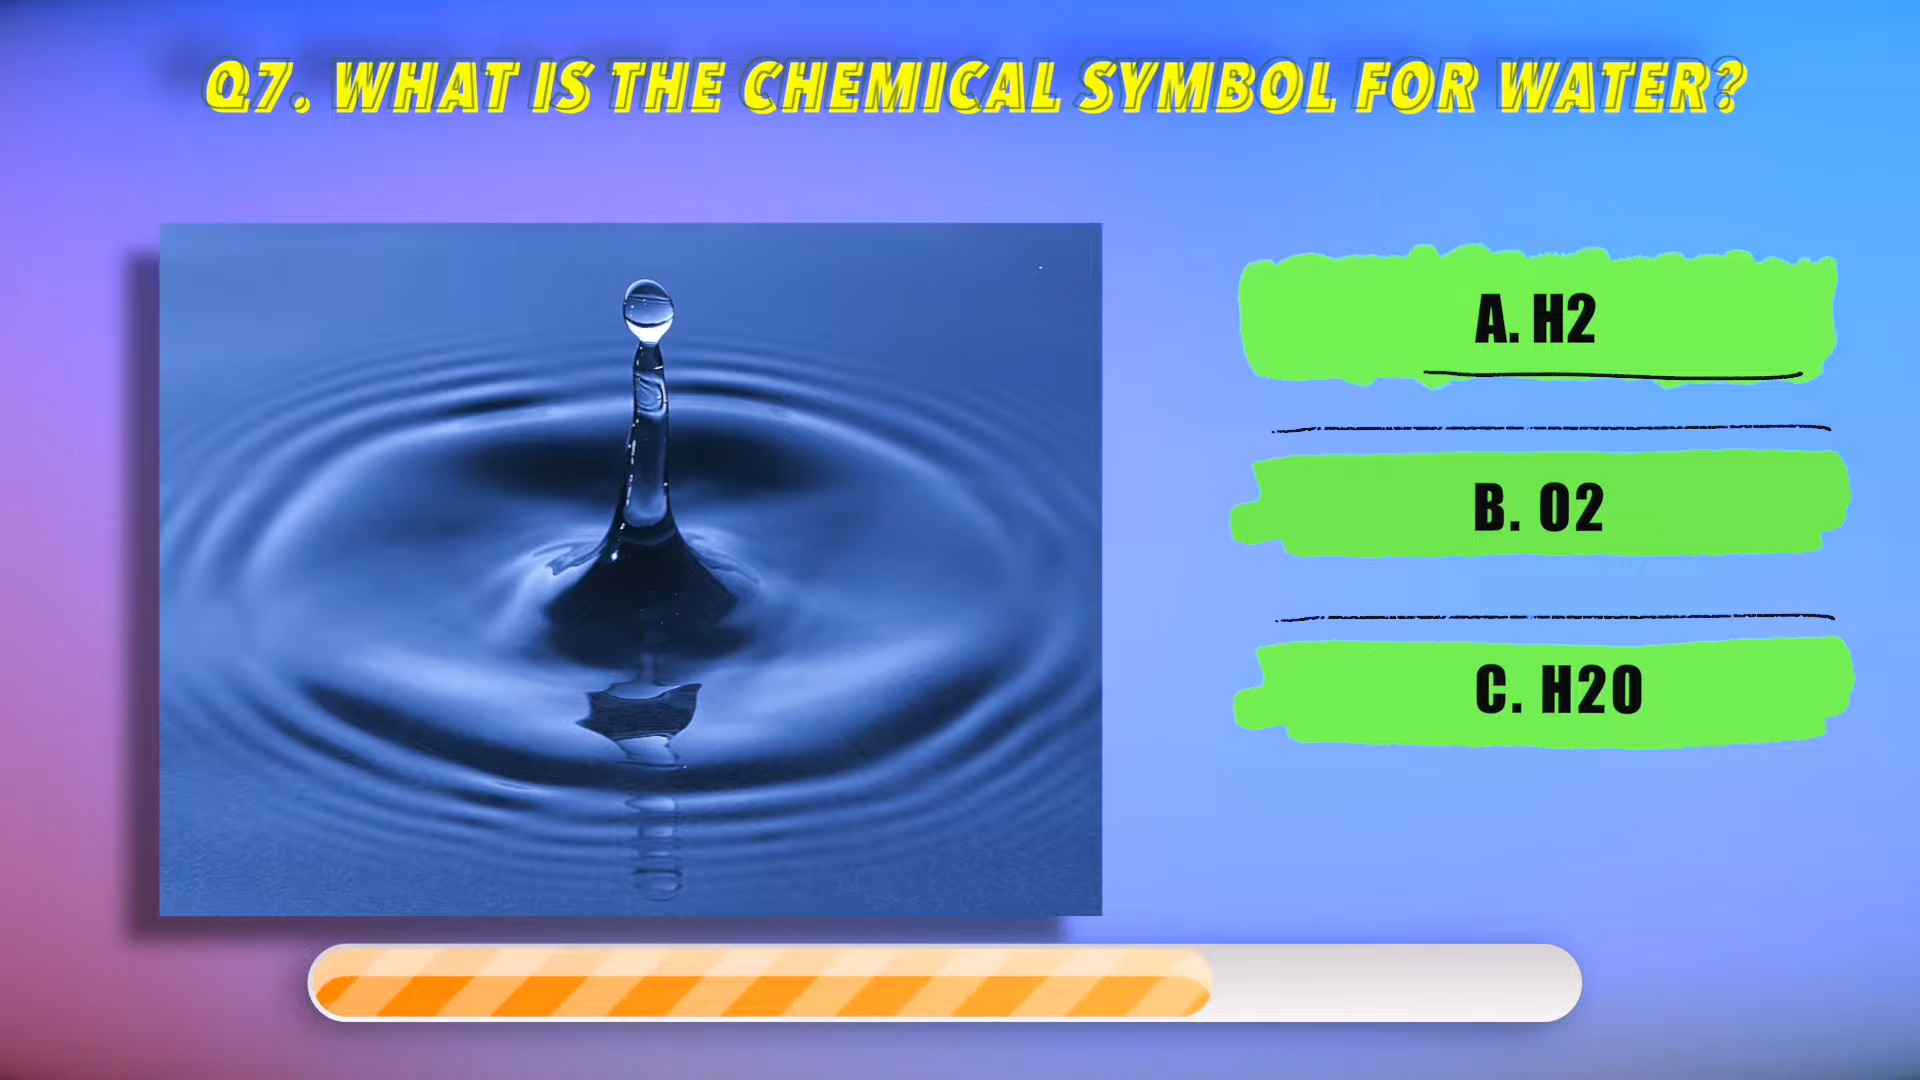 Q7. WHAT IS THE CHEMICAL SYMBOL FOR WATER?
A. H2
B. O2
C. H2O